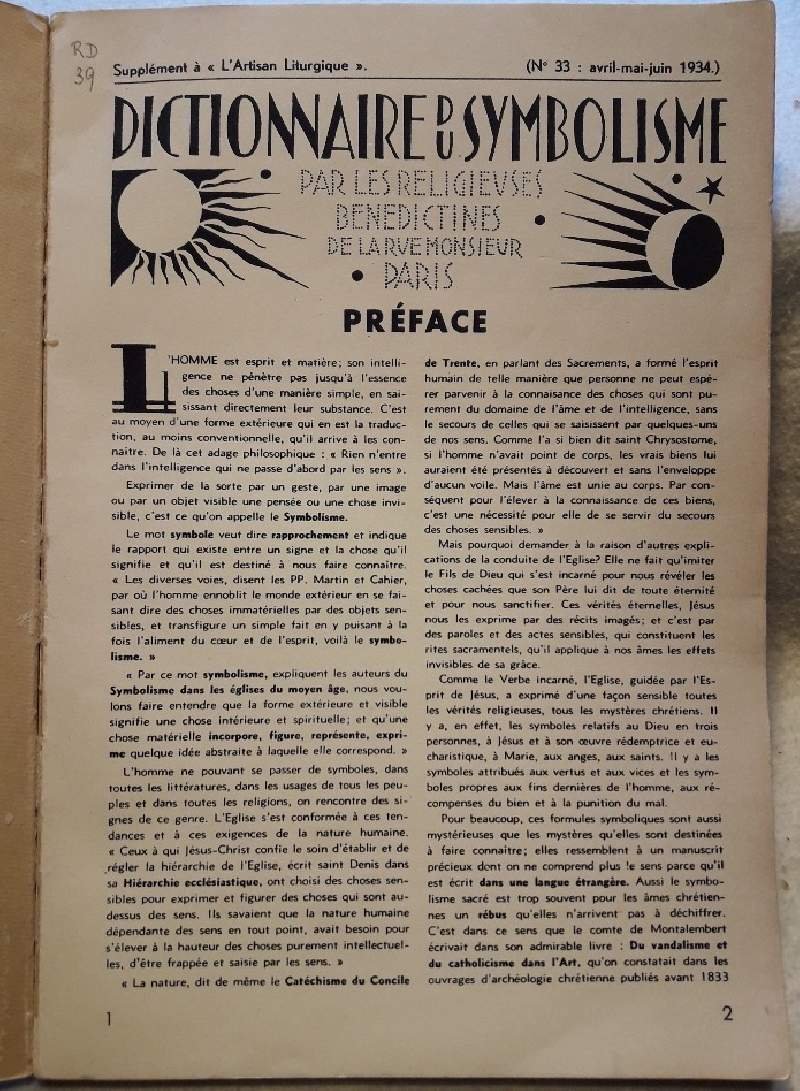 RD
39
Supplément à « L'Artisan Liturgique ».
(N° 33 : avril-mai-juin 1934.)
DICTIONNAIRE DU SYMBOLISME
PAR LES RELIGIEUSES
BENEDICTINES
DE LA RUE MONSIEUR
PARIS
PRÉFACE
L'HOMME est esprit et matière; son intelli-
gence ne pénètre pas jusqu'à l'essence
des choses d'une manière simple, en sai-
sissant directement leur substance. C'est
au moyen d'une forme extérieure qui en est la traduc-
tion, au moins conventionnelle, qu'il arrive à les con-
naître. De là cet adage philosophique : « Rien n'entre
dans l'intelligence qui ne passe d'abord par les sens ».
Exprimer de la sorte par un geste, par une image
ou par un objet visible une pensée ou une chose invi-
sible, c'est ce qu'on appelle le Symbolisme.
Le mot symbole veut dire rapprochement et indique
le rapport qui existe entre un signe et la chose qu'il
signifie et qu'il est destiné à nous faire connaître.
« Les diverses voies, disent les PP. Martin et Cahier,
par où l'homme ennoblit le monde extérieur en se fai-
sant dire des choses immatérielles par des objets sen-
sibles, et transfigure un simple fait en y puisant à la
fois l'aliment du cœur et de l'esprit, voilà le symbo-
lisme. »
« Par ce mot symbolisme, expliquent les auteurs du
Symbolisme dans les églises du moyen âge, nous vou-
lons faire entendre que la forme extérieure et visible
signifie une chose intérieure et spirituelle; et qu'une
chose matérielle incorpore, figure, représente, expri-
me quelque idée abstraite à laquelle elle correspond. »
L'homme ne pouvant se passer de symboles, dans
toutes les littératures, dans les usages de tous les peu-
ples et dans toutes les religions, on rencontre des si-
gnes de ce genre. L'Eglise s'est conformée à ces ten-
dances et à ces exigences de la nature humaine.
« Ceux à qui Jésus-Christ confie le soin d'établir et de
régler la hiérarchie de l'Eglise, écrit saint Denis dans
sa Hiérarchie ecclésiastique, ont choisi des choses sen-
sibles pour exprimer et figurer des choses qui sont au-
dessus des sens. Ils savaient que la nature humaine
dépendante des sens en tout point, avait besoin pour
s'élever à la hauteur des choses purement intellectuel-
les, d'être frappée et saisie par les sens. »
« La nature, dit de même le Catéchisme du Concile
1
de Trente, en parlant des Sacrements, a formé l'esprit
humain de telle manière que personne ne peut espé-
rer parvenir à la connaisance des choses qui sont pu-
rement du domaine de l'âme et de l'intelligence, sans
le secours de celles qui se saisissent par quelques-uns
de nos sens. Comme l'a si bien dit saint Chrysostome,
si l'homme n'avait point de corps, les vrais biens lui
auraient été présentés à découvert et sans l'enveloppe
d'aucun voile. Mais l'âme est unie au corps. Par con-
séquent pour l'élever à la connaissance de ces biens,
c'est une nécessité pour elle de se servir du secours
des choses sensibles. »
Mais pourquoi demander à la raison d'autres expli-
cations de la conduite de l'Eglise? Elle ne fait qu'imiter
le Fils de Dieu qui s'est incarné pour nous révéler les
choses cachées que son Père lui dit de toute éternité
et pour nous sanctifier. Ces vérités éternelles, Jésus
nous les exprime par des récits imagés; et c'est par
des paroles et des actes sensibles, qui constituent les
rites sacramentels, qu'il applique à nos âmes les effets
invisibles de sa grâce.
Comme le Verbe incarné, l'Eglise, guidée par l'Es-
prit de Jésus, a exprimé d'une façon sensible toutes
les vérités religieuses, tous les mystères chrétiens. Il
y a, en effet, les symboles relatifs au Dieu en trois
personnes, à Jésus et à son œuvre rédemptrice et eu-
charistique, à Marie, aux anges, aux saints. Il y a les
symboles attribués aux vertus et aux vices et les sym-
boles propres aux fins dernières de l'homme, aux ré-
compenses du bien et à la punition du mal.
Pour beaucoup, ces formules symboliques sont aussi
mystérieuses que les mystères qu'elles sont destinées
à faire connaître; elles ressemblent à un manuscrit
précieux dont on ne comprend plus le sens parce qu'il
est écrit dans une langue étrangère. Aussi le symbo-
lisme sacré est trop souvent pour les âmes chrétien-
nes un rébus qu'elles n'arrivent pas à déchiffrer.
C'est dans ce sens que le comte de Montalembert
écrivait dans son admirable livre : Du vandalisme et
du catholicisme dans l'Art, qu'on constatait dans les
ouvrages d'archéologie chrétienne publiés avant 1833
2